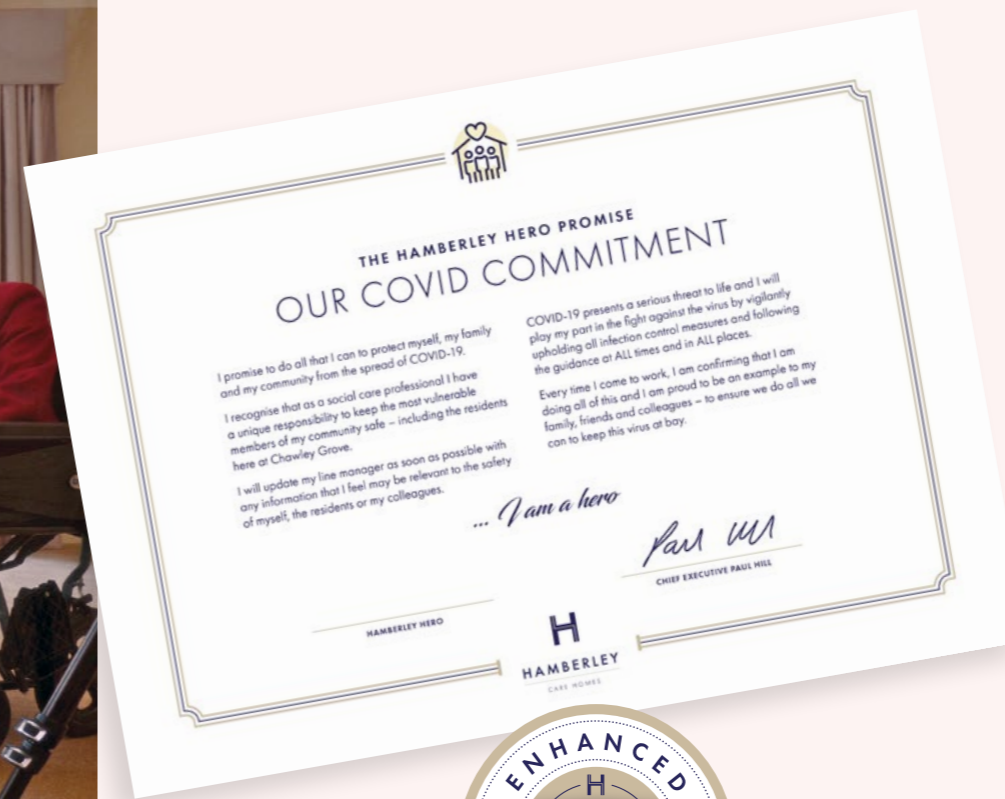 THE HAMBERLEY HERO PROMISE
OUR COVID COMMITMENT
I promise to do all that I can to protect myself, my family
and my community from the spread of COVID-19.
I recognise that as a social care professional I have
a unique responsibility to keep the most vulnerable
members of my community safe – including the residents
here at Chawley Grove.
I will update my line manager as soon as possible with
any information that I feel may be relevant to the safety
of myself, the residents or my colleagues.
COVID-19 presents a serious threat to life and I will
play my part in the fight against the virus by vigilantly
upholding all infection control measures and following
the guidance at ALL times and in ALL places.
Every time I come to work, I am confirming that I am
doing all of this and I am proud to be an example to my
family, friends and colleagues – to ensure we do all we
can to keep this virus at bay.
... I am a hero
Paul Hill
CHIEF EXECUTIVE PAUL HILL
HAMBERLEY HERO
H
HAMBERLEY
CARE HOMES
ENHANCED
H